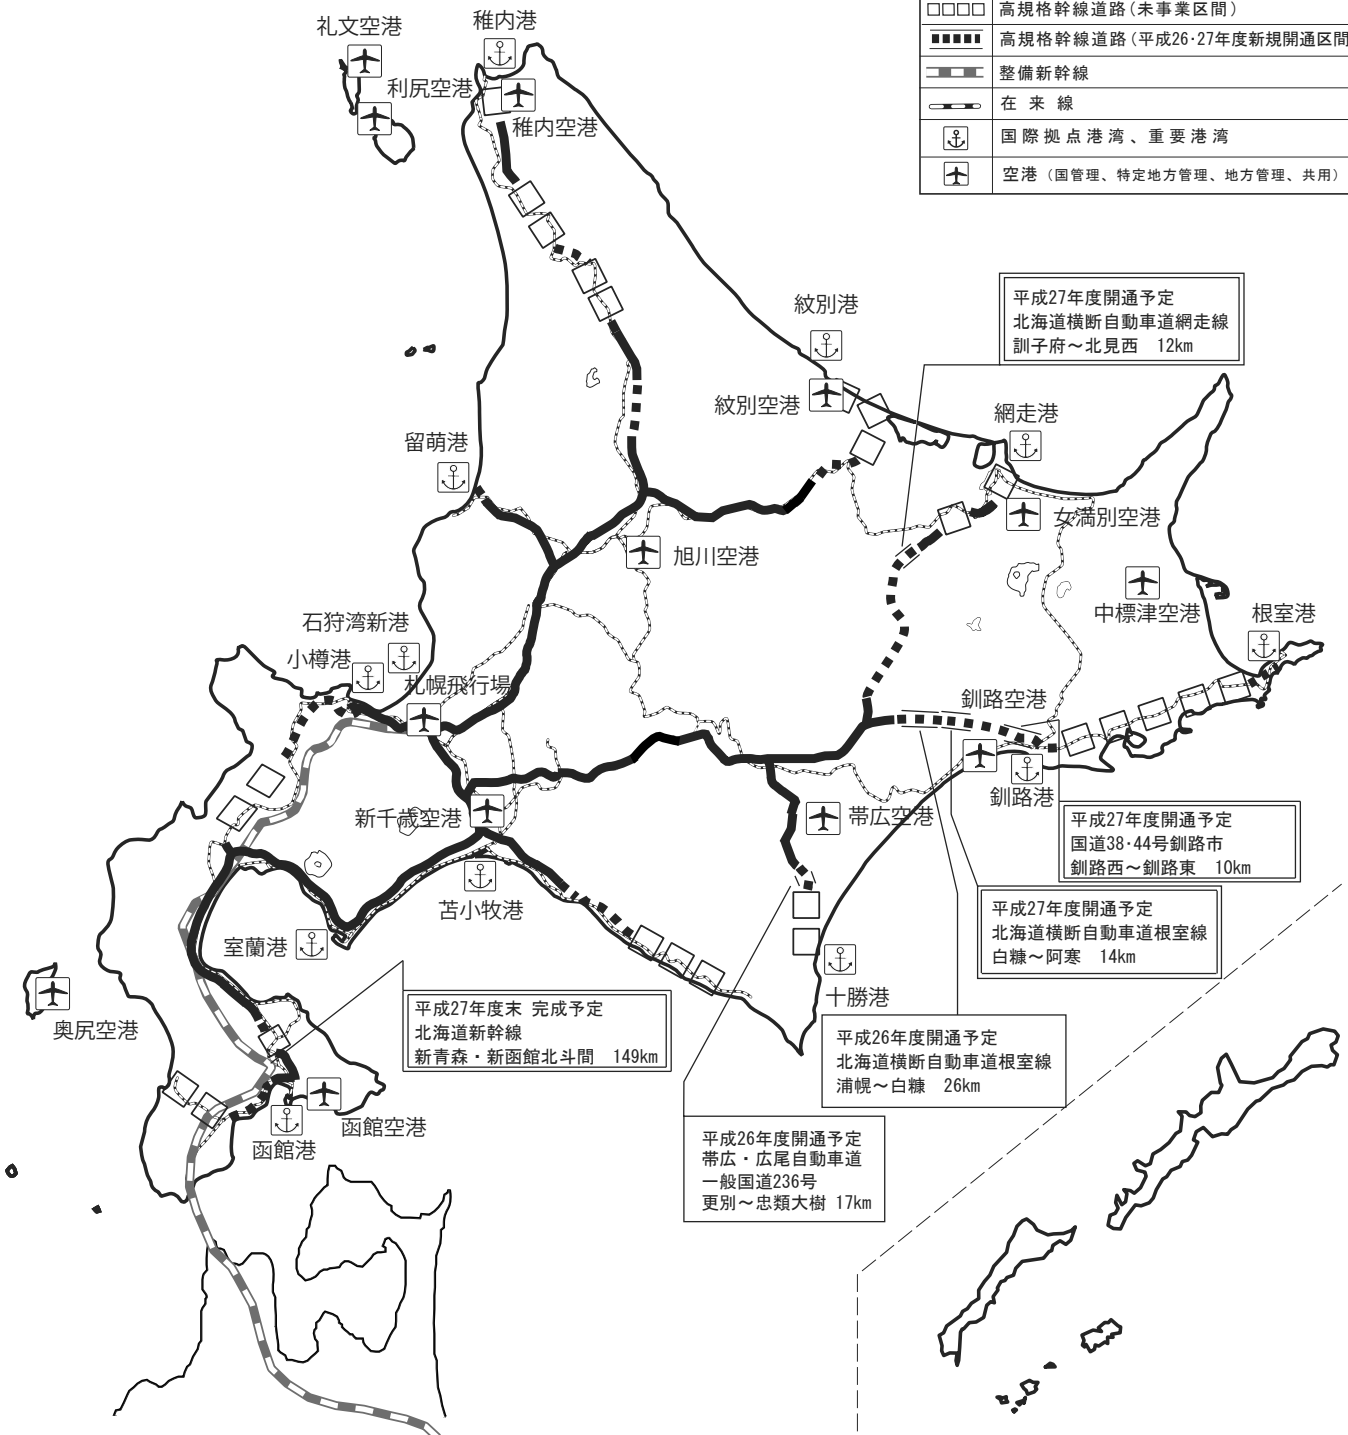 高規格幹線道路(未事業区間)
高規格幹線道路(平成26・27年度新規開通区間
整備新幹線
在来線
国際拠点港湾、重要港湾
空港(国管理、特定地方管理、地方管理、共用)
礼文空港
稚内港
利尻空港
稚内空港
平成27年度開通予定
北海道横断自動車道網走線
訓子府～北見西 12km
紋別港
紋別空港
網走港
留萌港
女満別空港
旭川空港
中標津空港
根室港
石狩湾新港
小樽港
札幌飛行場
釧路空港
釧路港
新千歳空港
帯広空港
平成27年度開通予定
国道38・44号釧路市
釧路西～釧路東 10km
苫小牧港
平成27年度開通予定
北海道横断自動車道根室線
白糠～阿寒 14km
室蘭港
十勝港
奥尻空港
平成27年度末 完成予定
北海道新幹線
新青森・新函館北斗間 149km
平成26年度開通予定
北海道横断自動車道根室線
浦幌～白糠 26km
函館空港
函館港
平成26年度開通予定
帯広・広尾自動車道
一般国道236号
更別～忠類大樹 17km